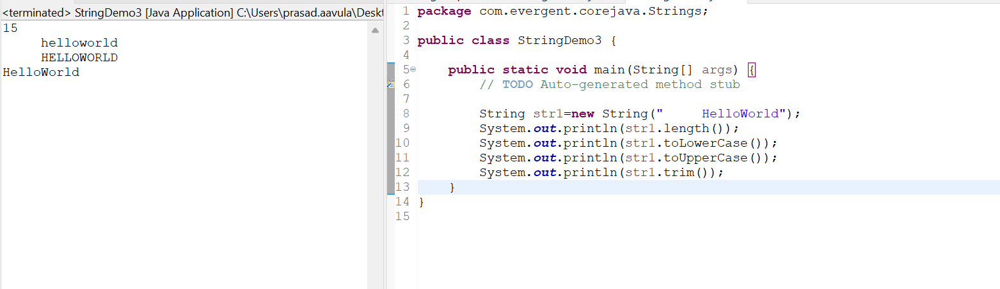 <terminated> StringDemo3 [Java Application] C:\Users\prasad.aavula\Deskt
15
     helloworld
     HELLOWORLD
HelloWorld
1 package com.evergent.corejava.Strings;
2
3 public class StringDemo3 {
4
5     public static void main(String[] args) {
6         // TODO Auto-generated method stub
7
8         String str1=new String("     HelloWorld");
9         System.out.println(str1.length());
10         System.out.println(str1.toLowerCase());
11         System.out.println(str1.toUpperCase());
12         System.out.println(str1.trim());
13     }
14 }
15